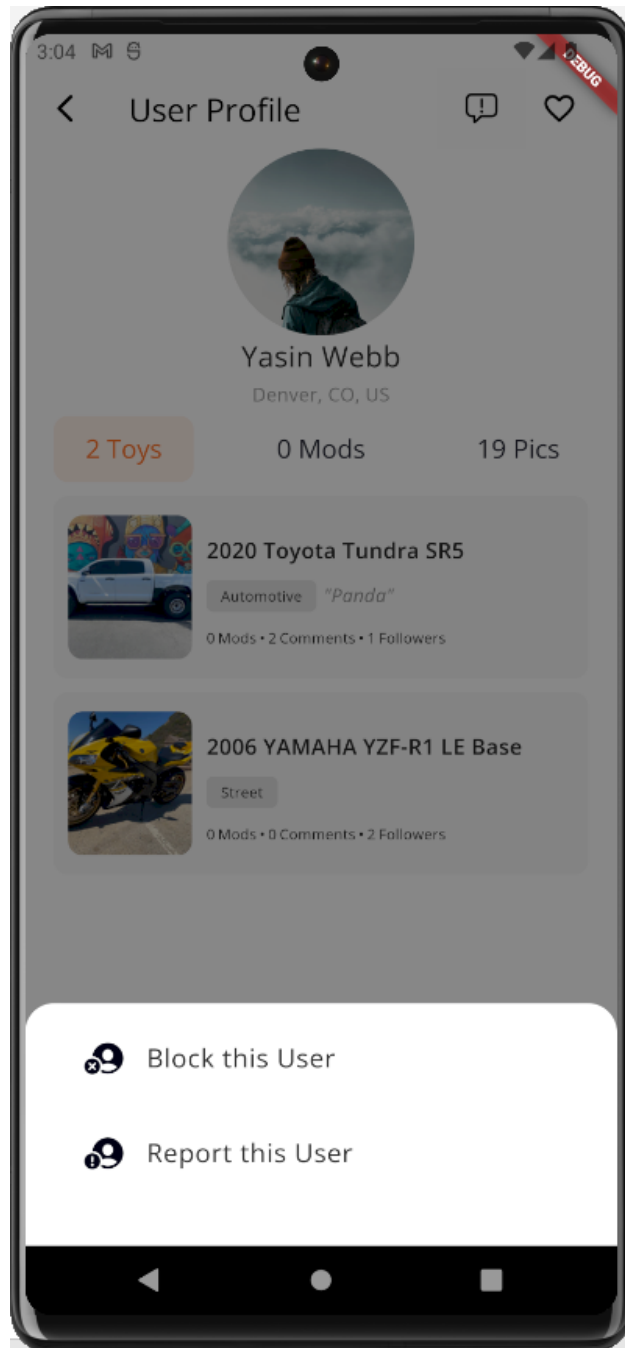 3:04
DEBUG
User Profile
Yasin Webb
Denver, CO, US
2 Toys 0 Mods 19 Pics
2020 Toyota Tundra SR5
Automotive "Panda"
0 Mods • 2 Comments • 1 Followers
2006 YAMAHA YZF-R1 LE Base
Street
0 Mods • 0 Comments • 2 Followers
Block this User
Report this User